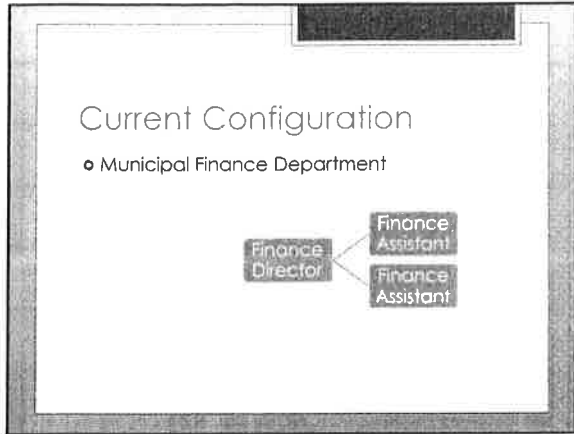 Current Configuration
Municipal Finance Department
Finance
Assistant
Finance
Director
Finance
Assistant